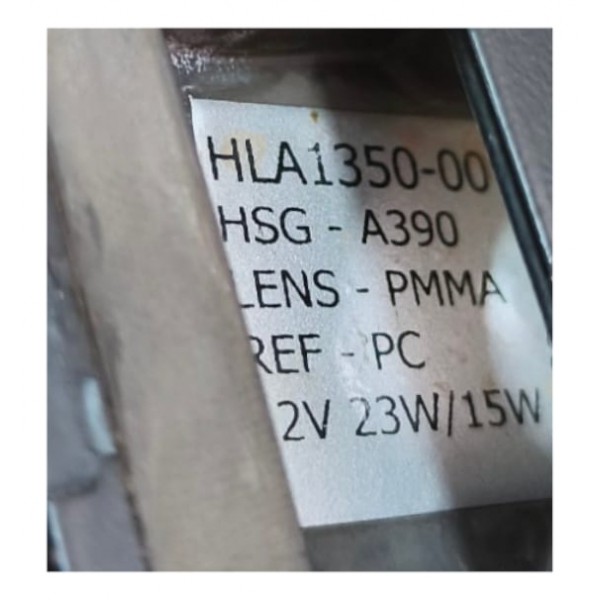 HLA1350-00
HSG - A390
LENS - PMMA
REF - PC
2V 23W/15W